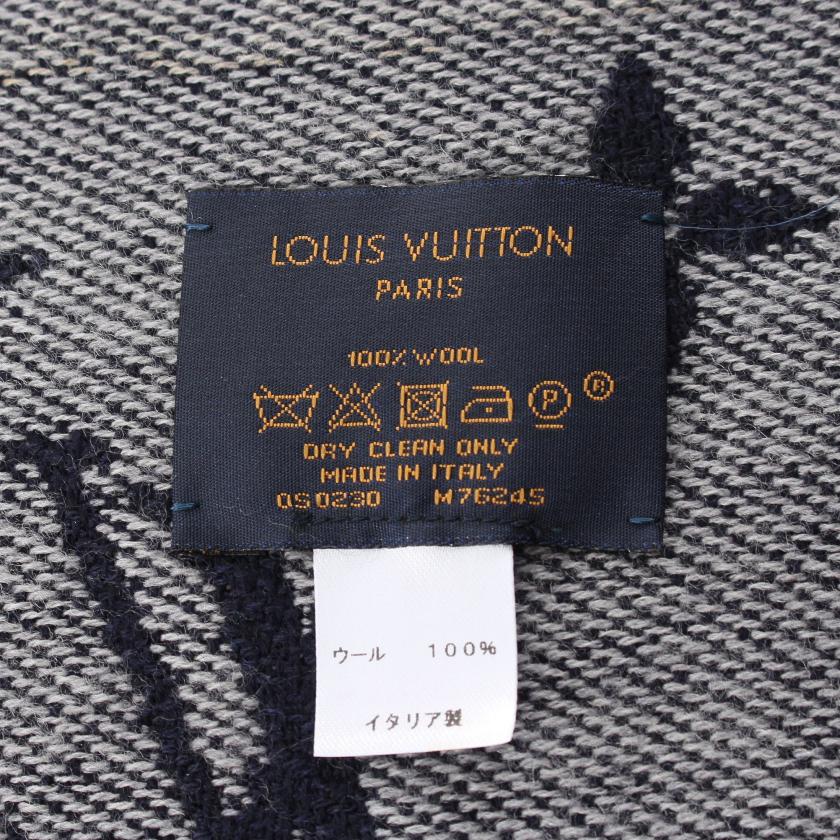 LOUIS VUITTON
PARIS
100% WOOL
P ®
DRY CLEAN ONLY
MADE IN ITALY
QS0230 M76245
ウール 100%
イタリア製